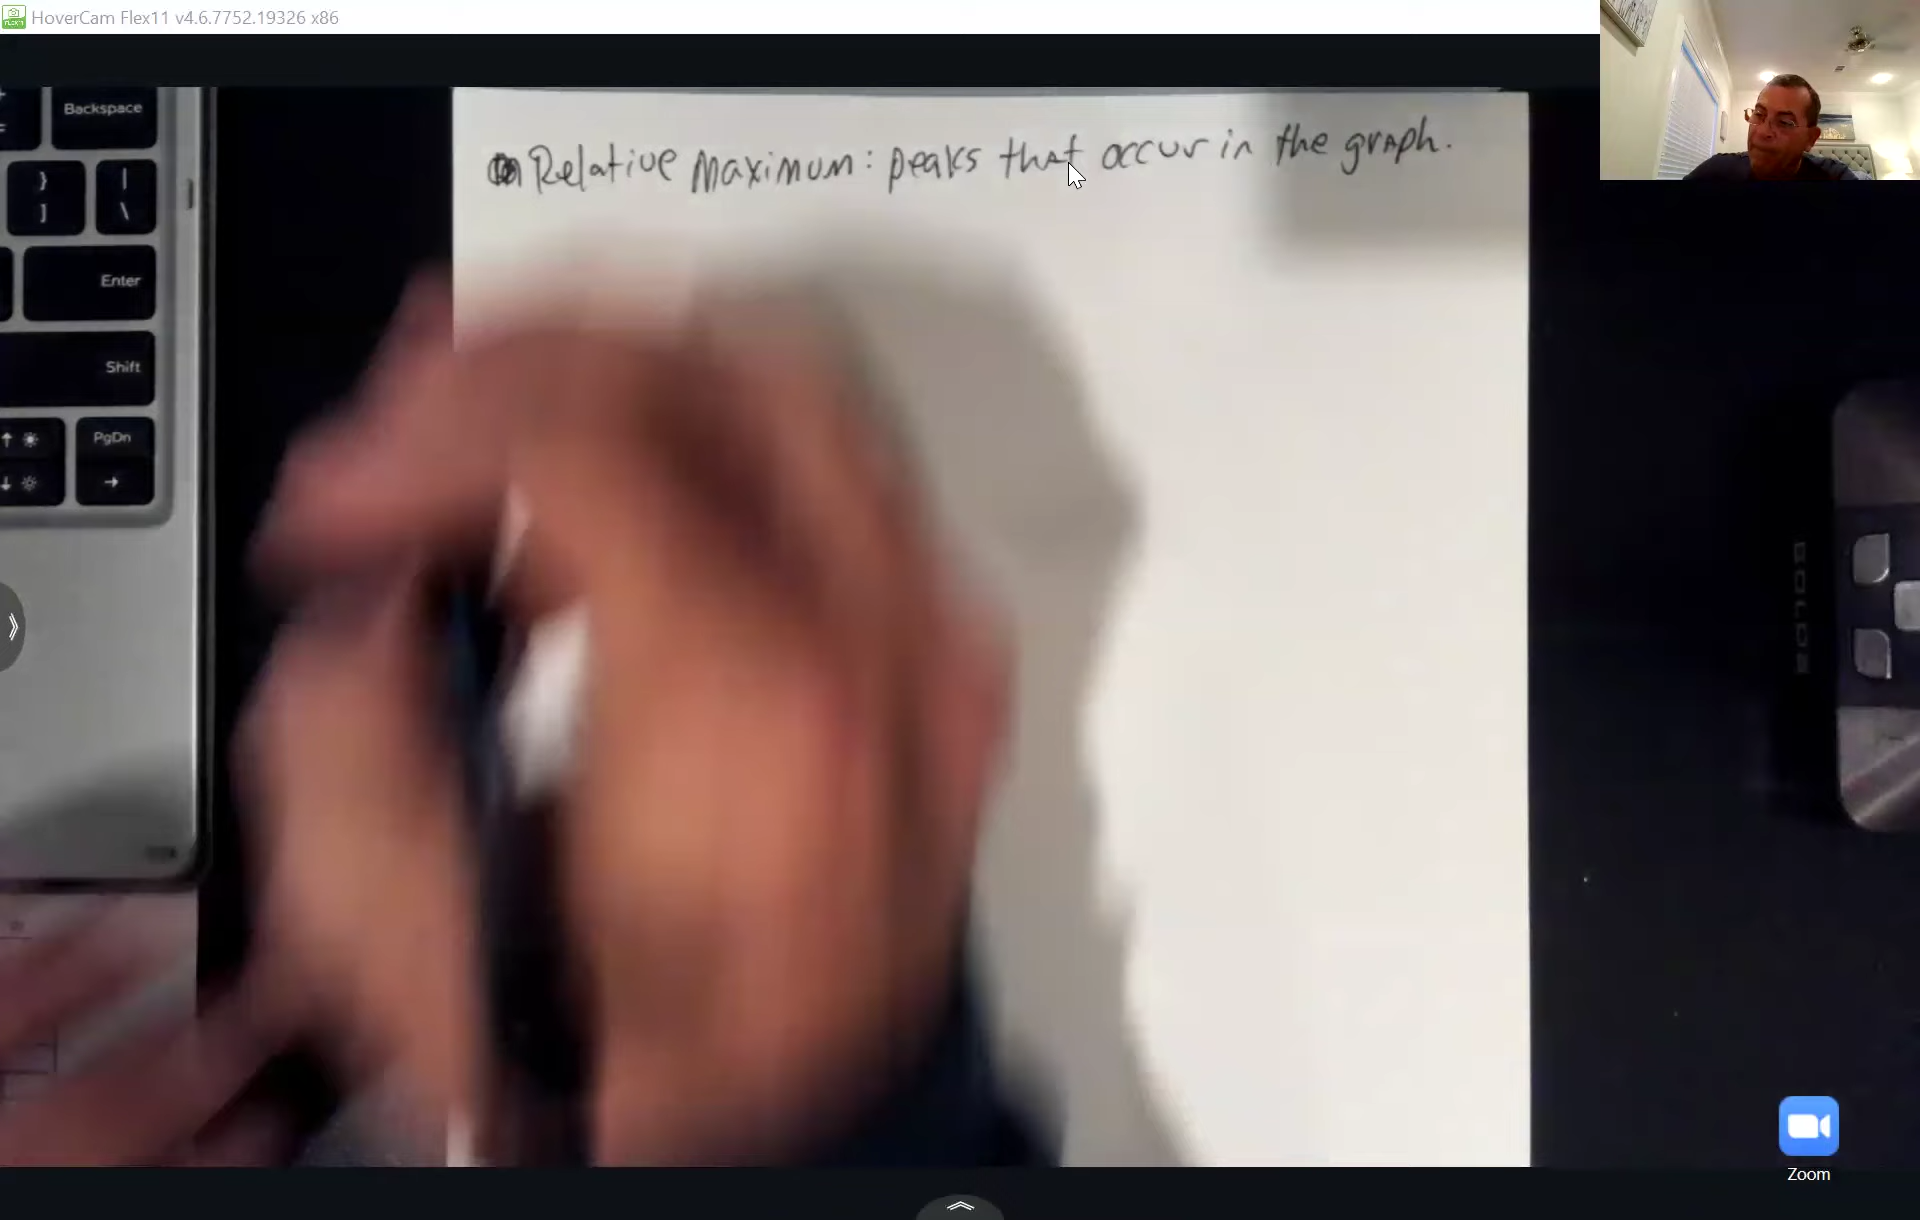 HoverCam Flex11 v4.6.7752.19326 x86
Backspace
}
]
|
\
Enter
Shift
PgDn
Relative Maximum: peaks that occur in the graph.
Zoom